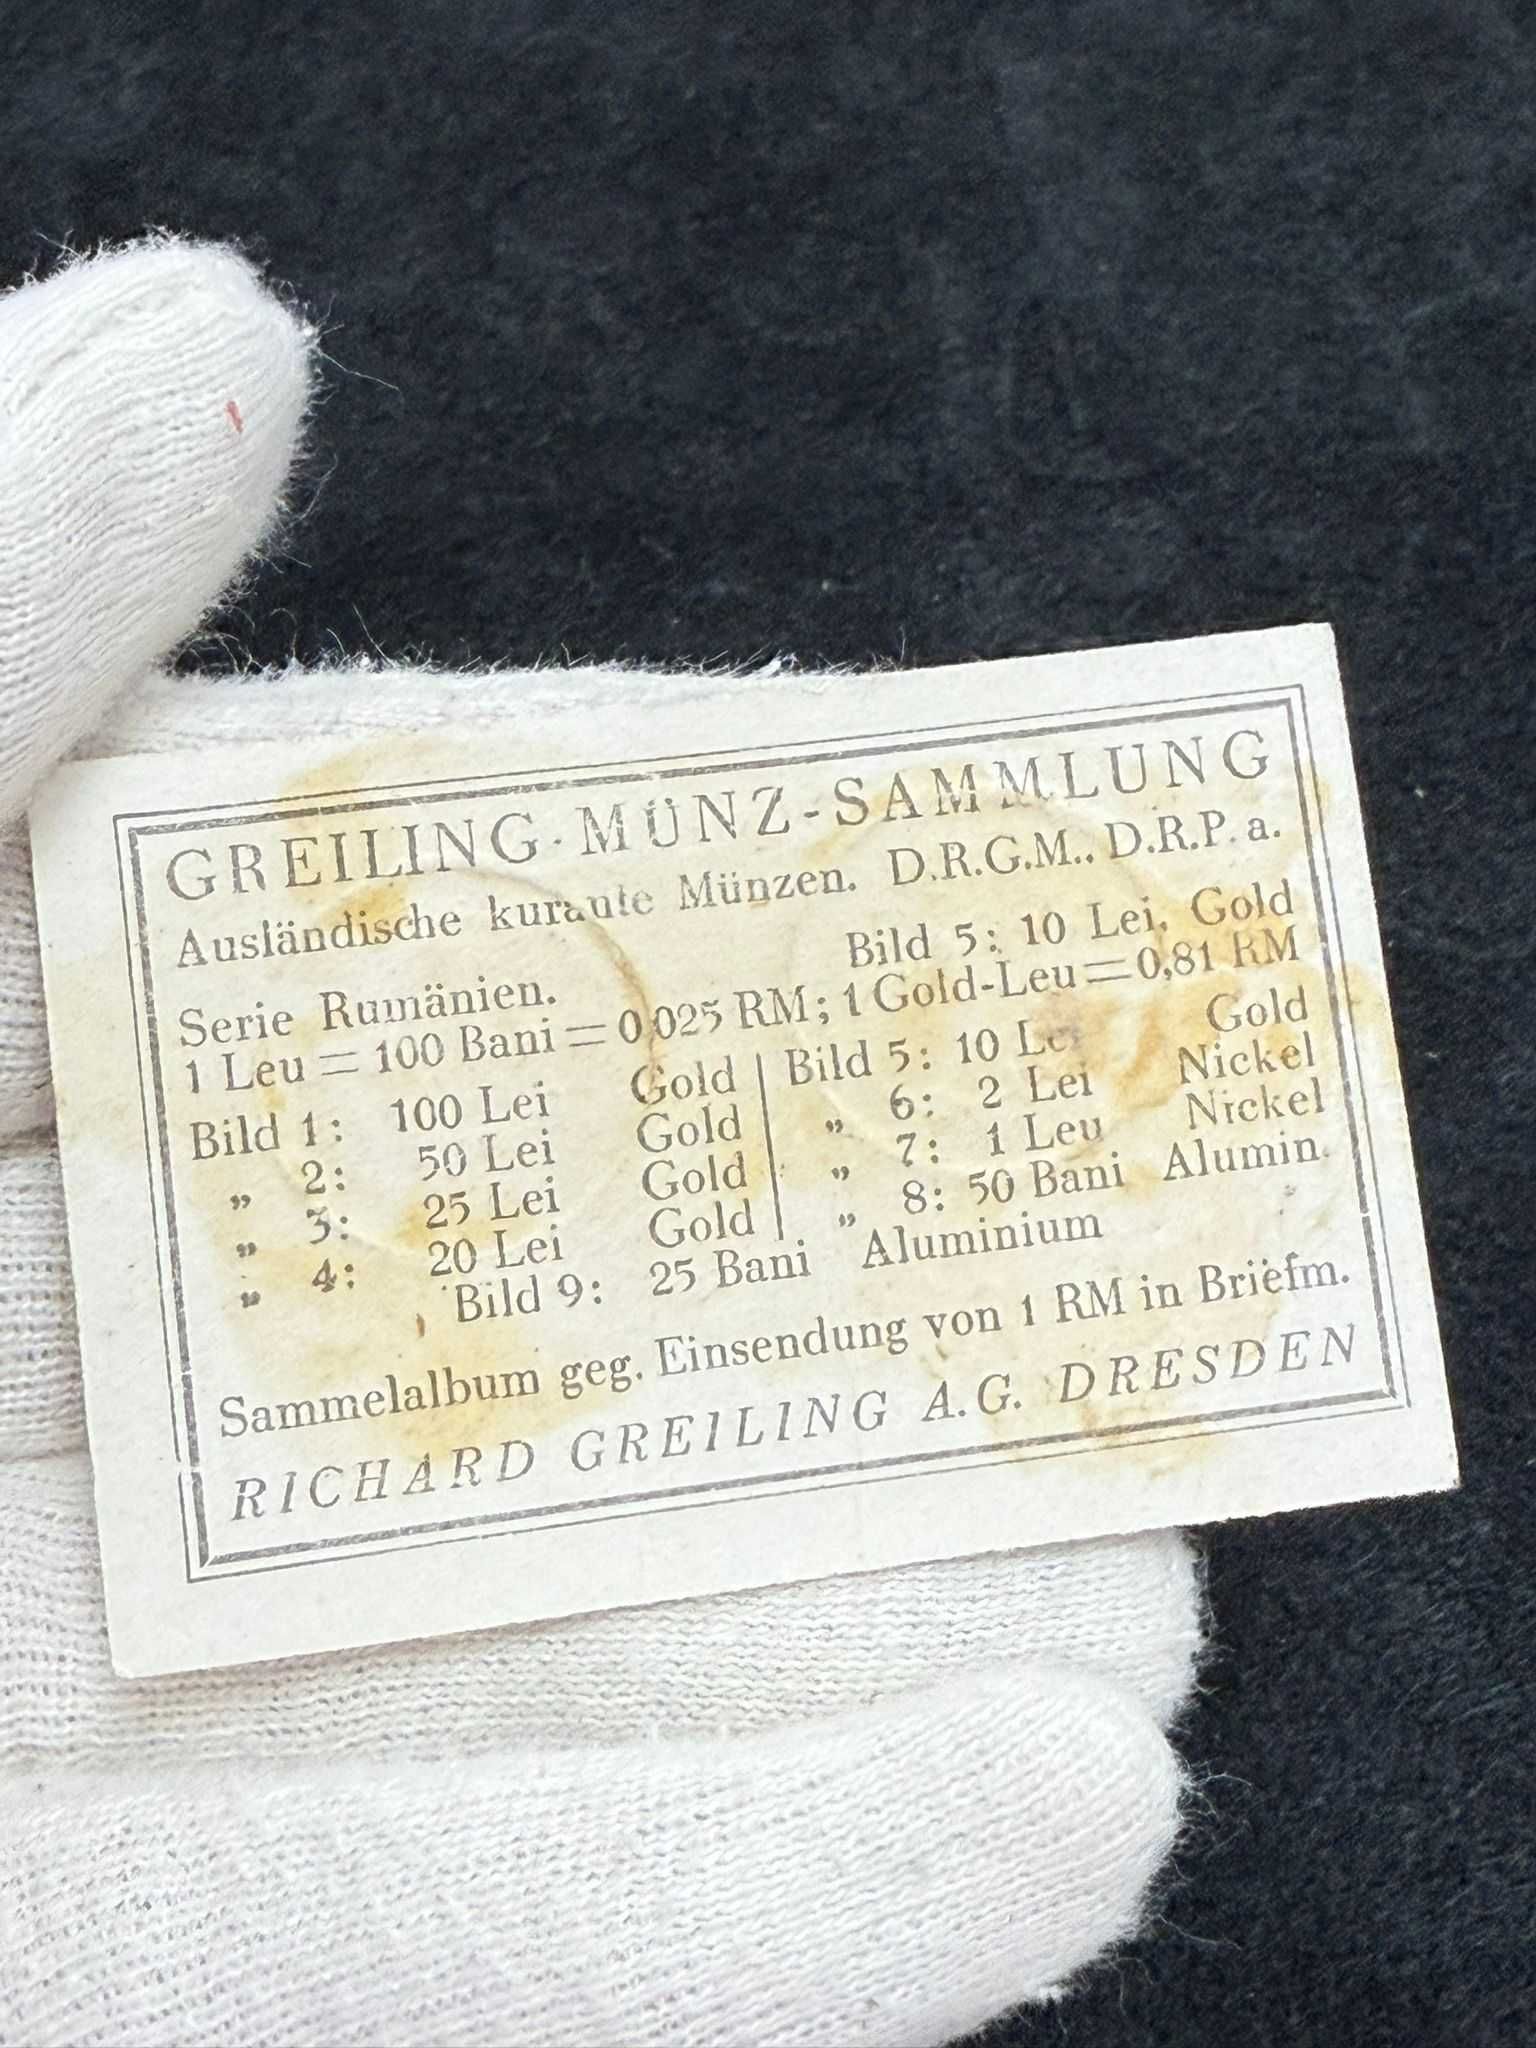 GREILING-MÜNZ-SAMMLUNG
Ausländische kurante Münzen. D.R.G.M.. D.R.P. a.
Serie Rumänien. Bild 5: 10 Lei, Gold
1 Leu = 100 Bani = 0,025 RM; 1 Gold-Leu = 0,81 RM
Bild 1: 100 Lei Gold | Bild 5: 10 Lei Gold
„ 2: 50 Lei Gold | „ 6: 2 Lei Nickel
„ 3: 25 Lei Gold | „ 7: 1 Leu Nickel
„ 4: 20 Lei Gold | „ 8: 50 Bani Alumin.
Bild 9: 25 Bani Aluminium
Sammelalbum geg. Einsendung von 1 RM in Briefm.
RICHARD GREILING A.G. DRESDEN